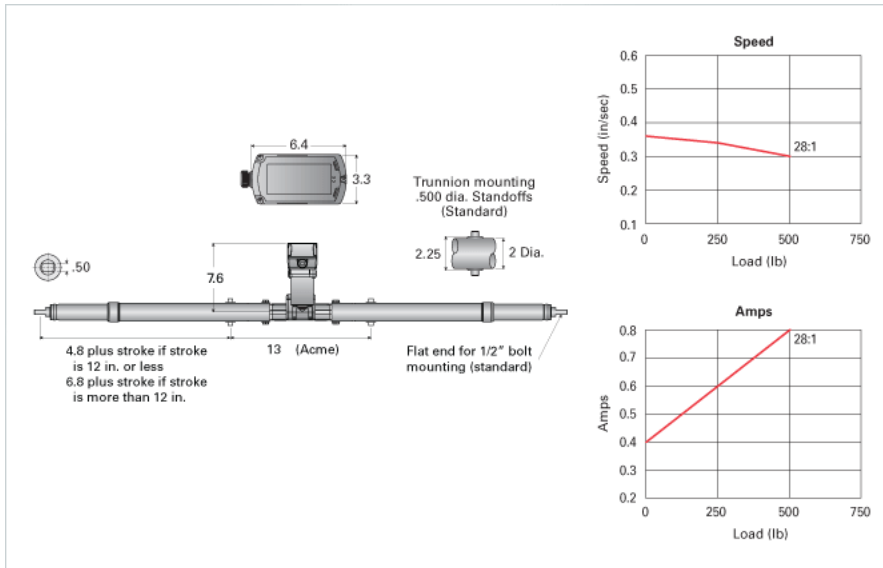 6.4
3.3
Trunnion mounting
.500 dia. Standoffs
(Standard)
2.25
2 Dia.
.50
7.6
13 (Acme)
4.8 plus stroke if stroke
is 12 in. or less
6.8 plus stroke if stroke
is more than 12 in.
Flat end for 1/2" bolt
mounting (standard)
Speed
Speed (in/sec)
0.6
0.5
0.4
0.3
0.2
0.1
28:1
0 250 500 750
Load (lb)
Amps
Amps
0.8
0.7
0.6
0.5
0.4
0.3
0.2
28:1
0 250 500 750
Load (lb)